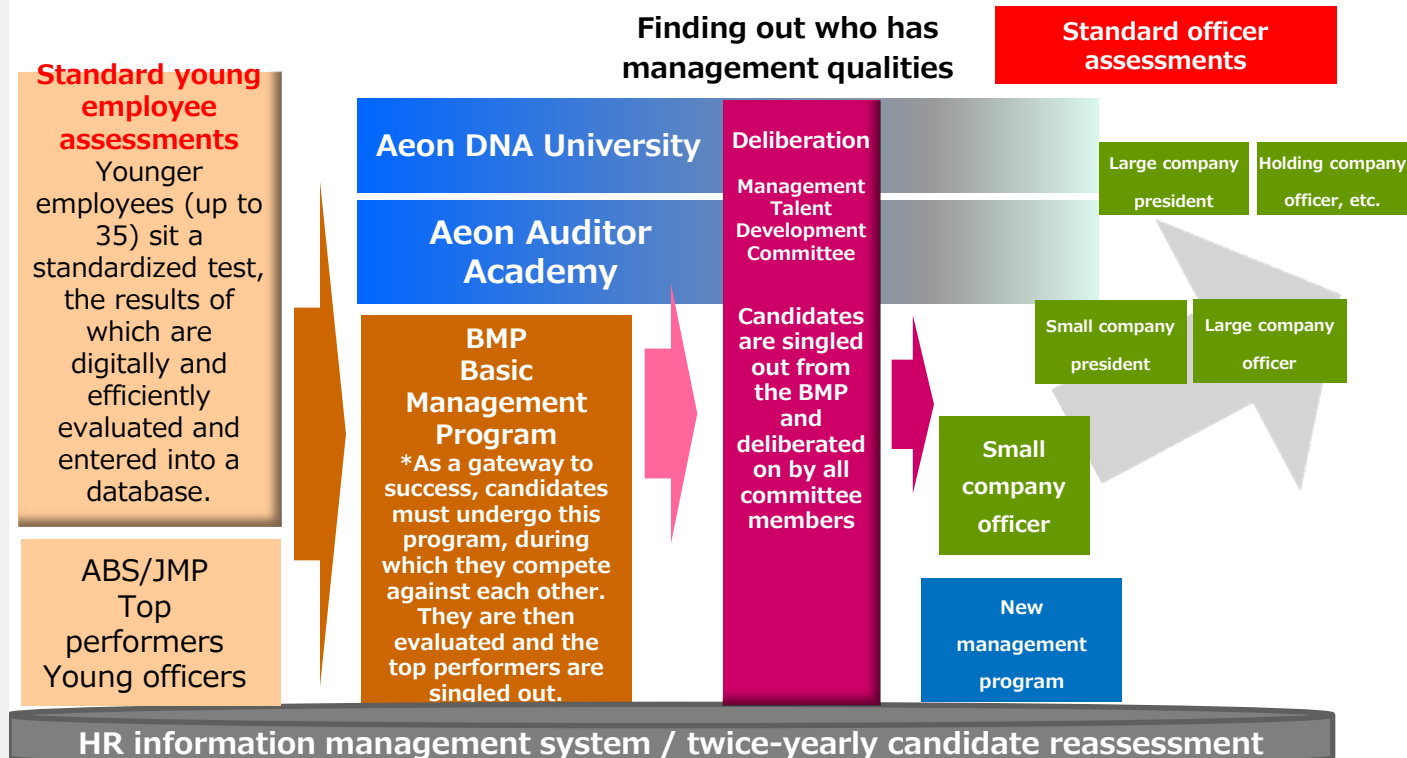 Finding out who has
management qualities
Standard officer
assessments
Standard young
employee
assessments
Younger
employees (up to
35) sit a
standardized test,
the results of
which are
digitally and
efficiently
evaluated and
entered into a
database.
ABS/JMP
Top
performers
Young officers
Aeon DNA University
Aeon Auditor
Academy
BMP
Basic
Management
Program
*As a gateway to
success, candidates
must undergo this
program, during
which they compete
against each other.
They are then
evaluated and the
top performers are
singled out.
Deliberation
Management
Talent
Development
Committee
Candidates
are singled
out from
the BMP
and
deliberated
on by all
committee
members
Large company
president
Holding company
officer, etc.
Small company
president
Large company
officer
Small
company
officer
New
management
program
HR information management system / twice-yearly candidate reassessment